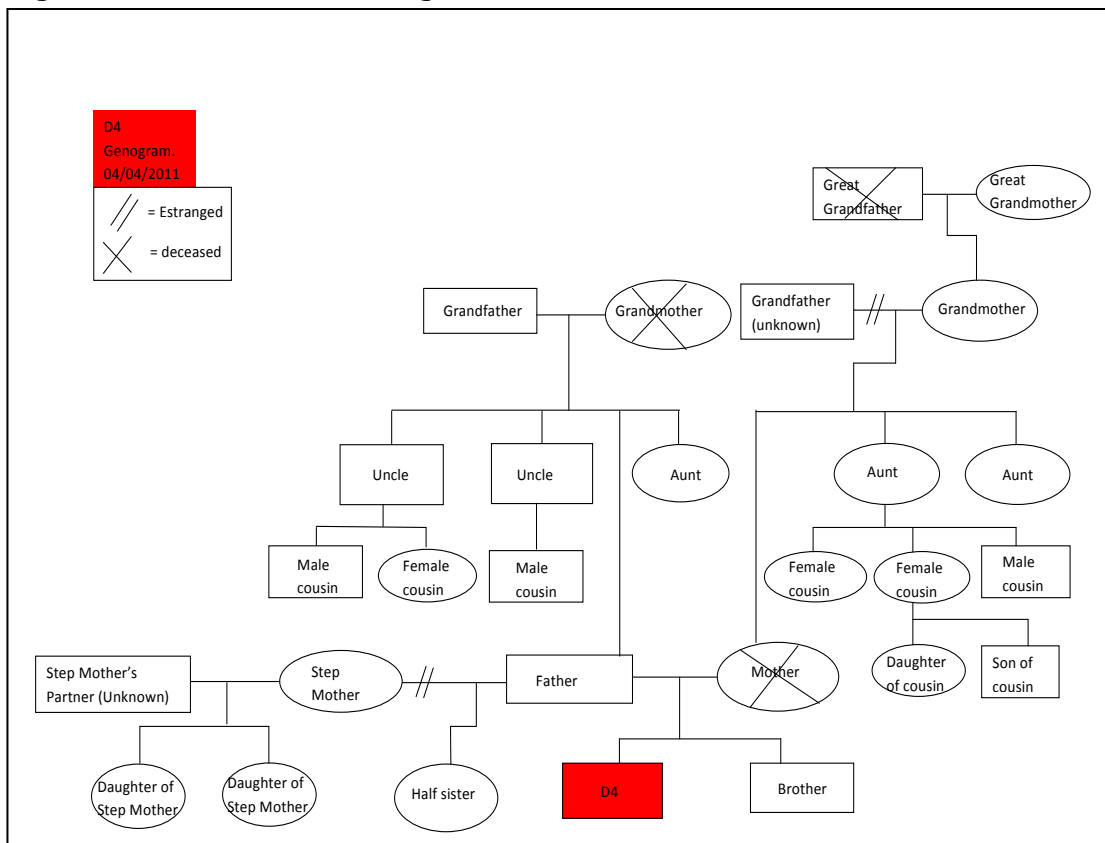 D4
Genogram.
04/04/2011
= Estranged
= deceased
Great
Grandfather
Great
Grandmother
Grandfather
Grandmother
Grandfather
(unknown)
Grandmother
Uncle
Uncle
Aunt
Aunt
Aunt
Male
cousin
Female
cousin
Male
cousin
Female
cousin
Female
cousin
Male
cousin
Step Mother's
Partner (Unknown)
Step
Mother
Father
Mother
Daughter
of cousin
Son of
cousin
Daughter of
Step Mother
Daughter of
Step Mother
Half sister
D4
Brother